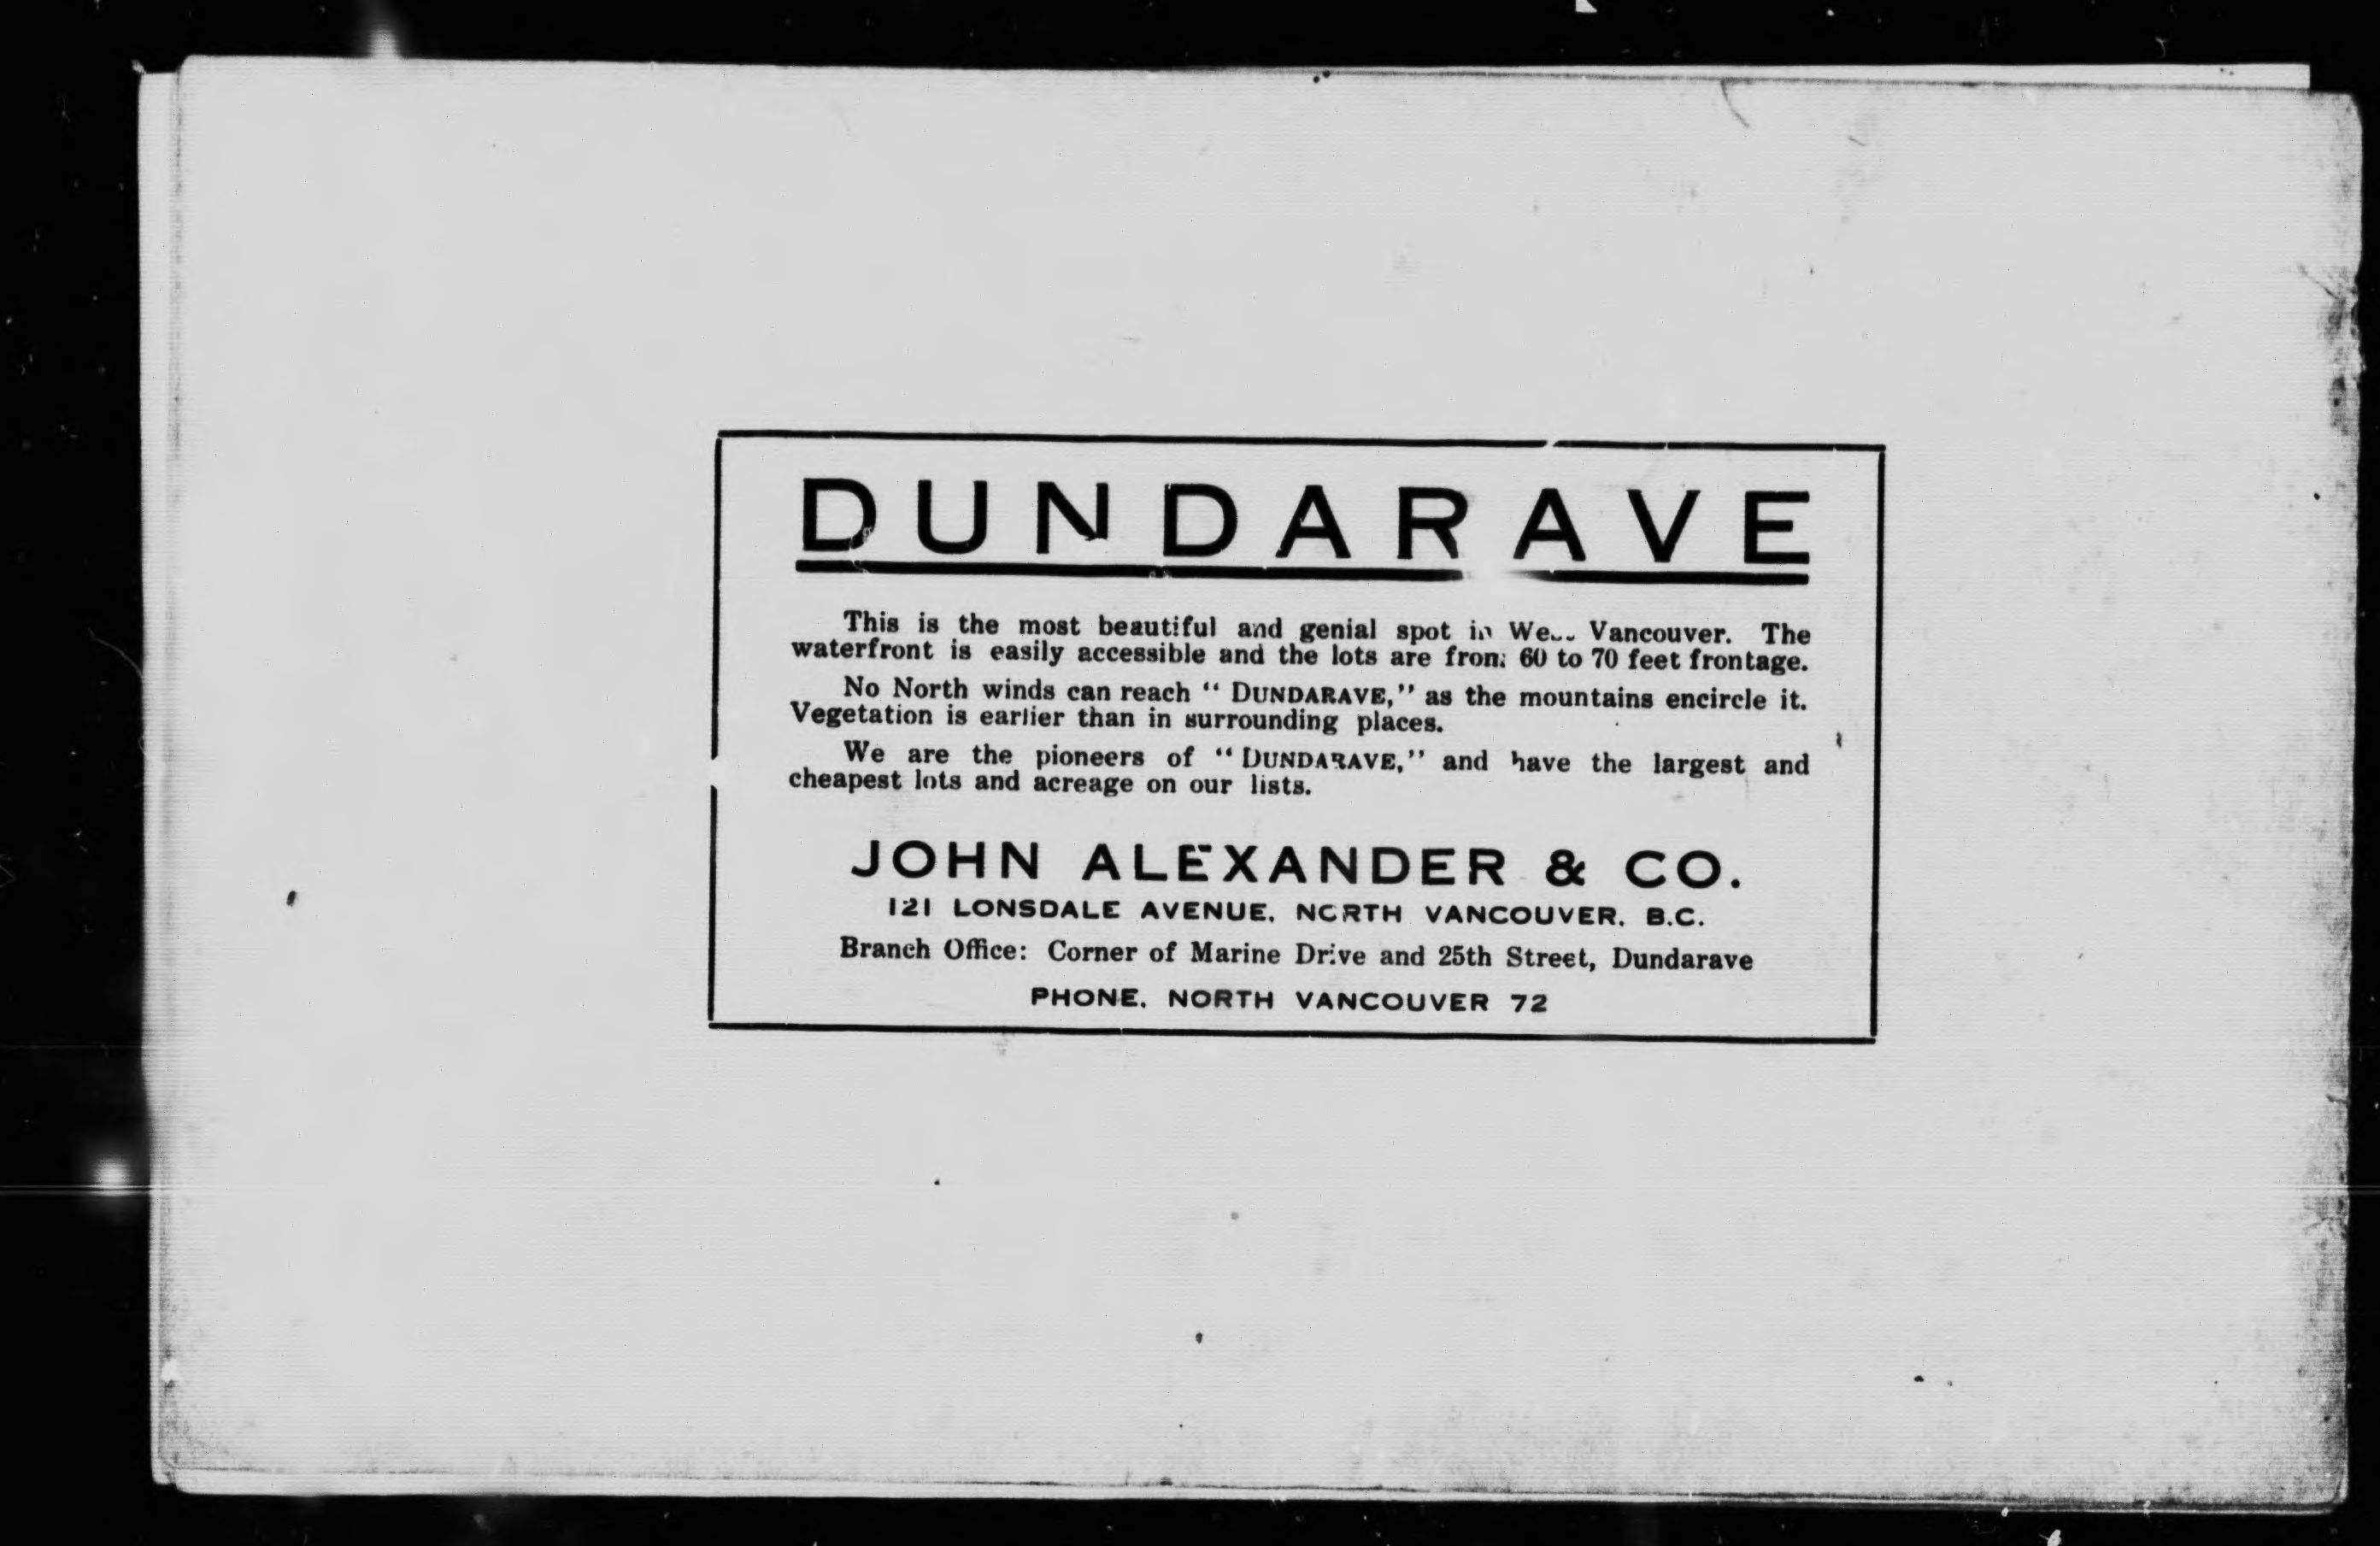 DUNDARAVE
This is the most beautiful and genial spot in West Vancouver. The
waterfront is easily accessible and the lots are from 60 to 70 feet frontage.
No North winds can reach “ DUNDARAVE,” as the mountains encircle it.
Vegetation is earlier than in surrounding places.
We are the pioneers of “ DUNDARAVE,” and have the largest and
cheapest lots and acreage on our lists.
JOHN ALEXANDER & CO.
121 LONSDALE AVENUE, NORTH VANCOUVER, B.C.
Branch Office: Corner of Marine Drive and 25th Street, Dundarave
PHONE, NORTH VANCOUVER 72